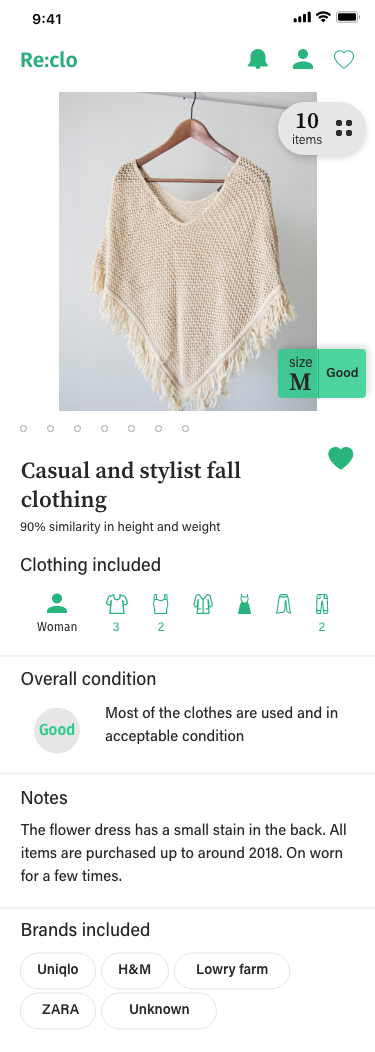 9:41
Re:clo
10
items
size
M
Good
Casual and stylist fall
clothing
90% similarity in height and weight
Clothing included
Woman
3
2
2
Overall condition
Good
Most of the clothes are used and in
acceptable condition
Notes
The flower dress has a small stain in the back. All
items are purchased up to around 2018. On worn
for a few times.
Brands included
Uniqlo
H&M
Lowry farm
ZARA
Unknown